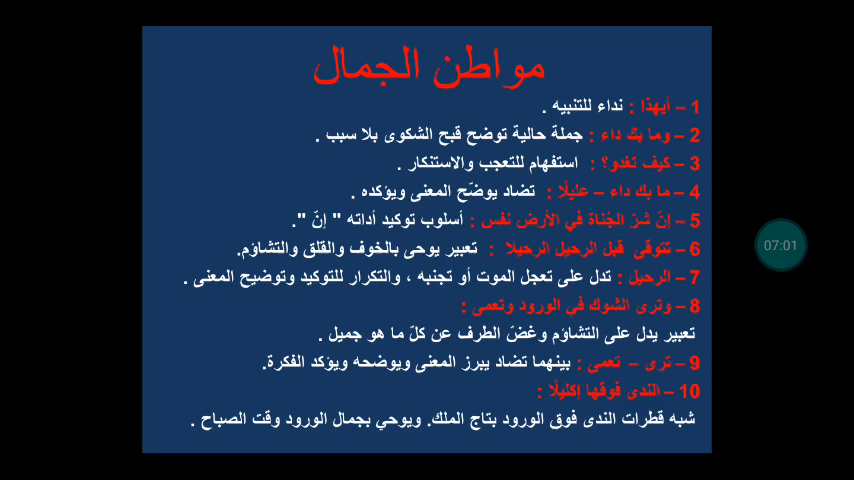 مواطن الجمال
1 – أيهذا : نداء للتنبيه .
2 – وما بك داء : جملة حالية توضح قبح الشكوى بلا سبب .
3 – كيف تغدو؟ : استفهام للتعجب والاستنكار .
4 – ما بك داء – عليلًا : تضاد يوضّح المعنى ويؤكده .
5 – إنّ شرّ الجُناة في الأرض نفس : أسلوب توكيد أداته " إنّ ".
6 – تتوقى قبل الرحيل الرحيلا : تعبير يوحى بالخوف والقلق والتشاؤم.
7 – الرحيل : تدل على تعجل الموت أو تجنبه ، والتكرار للتوكيد وتوضيح المعنى .
8 – وترى الشوك في الورود وتعمى :
تعبير يدل على التشاؤم وغضّ الطرف عن كلّ ما هو جميل .
9 – ترى – تعمى : بينهما تضاد يبرز المعنى ويوضحه ويؤكد الفكرة.
10 – الندى فوقها إكليلًا :
شبه قطرات الندى فوق الورود بتاج الملك. ويوحي بجمال الورود وقت الصباح .
07:01